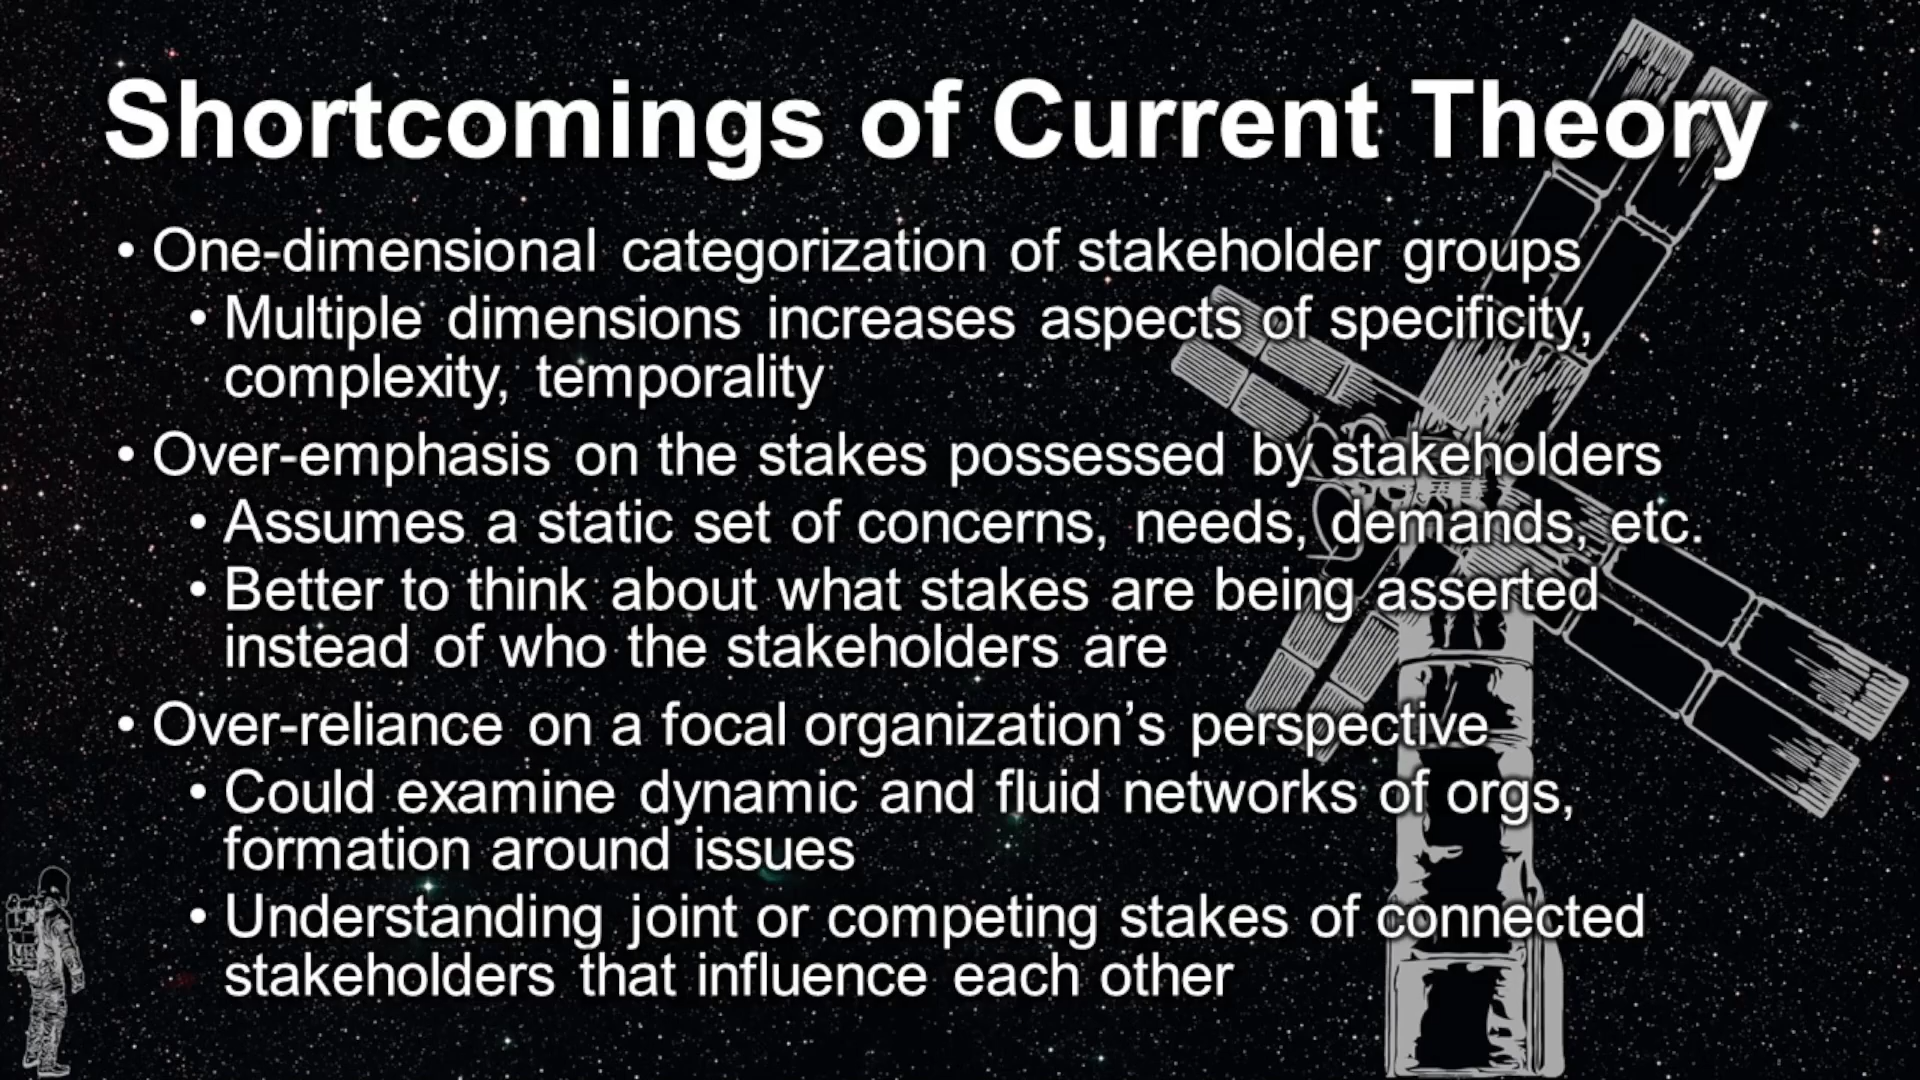 Shortcomings of Current Theory
• One-dimensional categorization of stakeholder groups
• Multiple dimensions increases aspects of specificity,
complexity, temporality
• Over-emphasis on the stakes possessed by stakeholders
• Assumes a static set of concerns, needs, demands, etc.
• Better to think about what stakes are being asserted
instead of who the stakeholders are
• Over-reliance on a focal organization’s perspective
• Could examine dynamic and fluid networks of orgs,
formation around issues
• Understanding joint or competing stakes of connected
stakeholders that influence each other